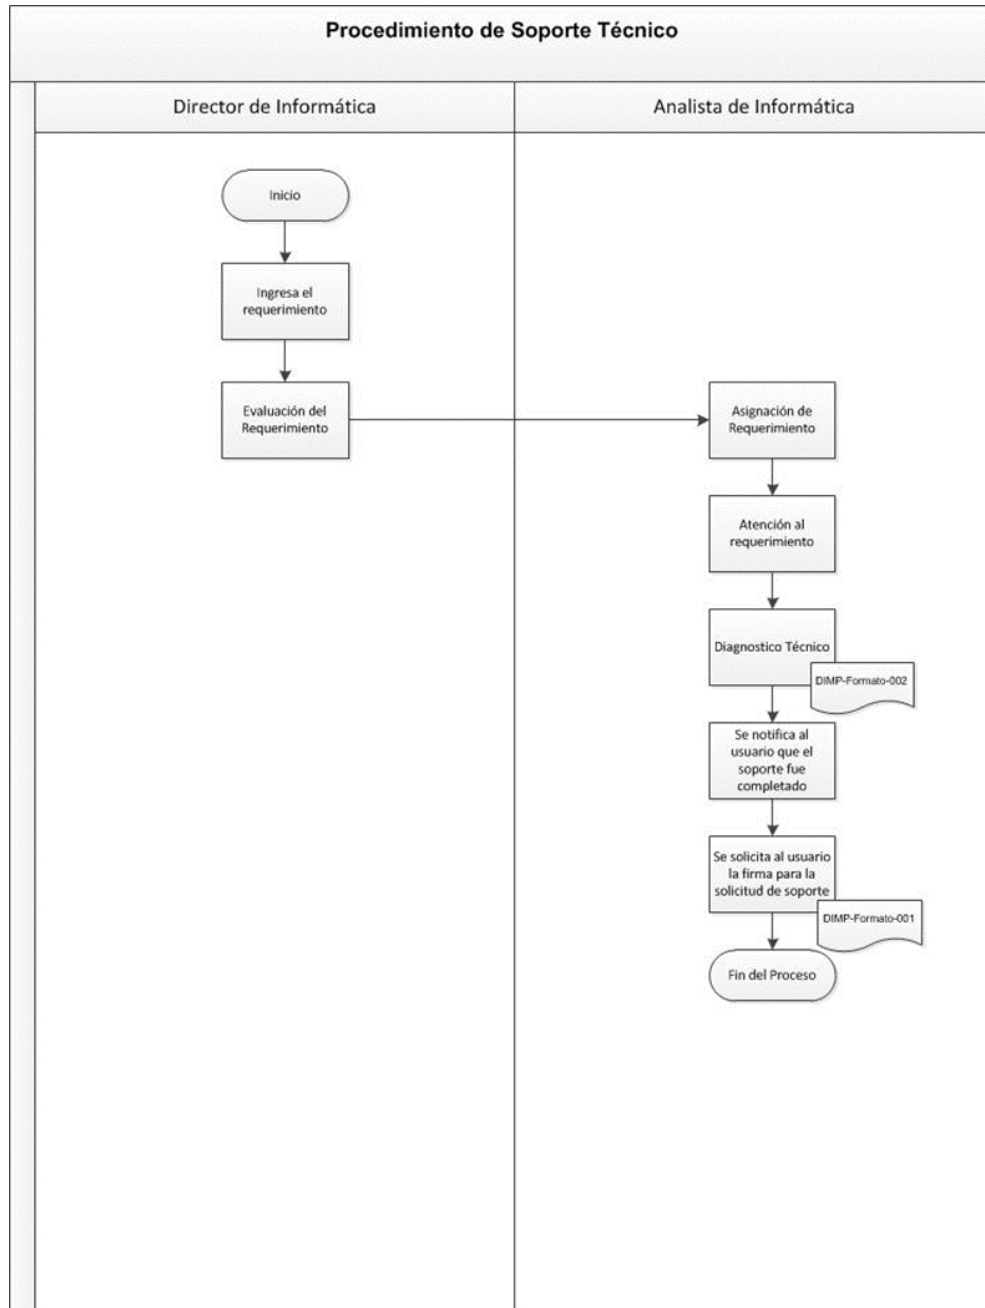 Procedimiento de Soporte Técnico
Director de Informática
Analista de Informática
Inicio
Ingresa el
requerimiento
Evaluación del
Requerimiento
Asignación de
Requerimiento
Atención al
requerimiento
Diagnostico Técnico
DIMP-Formato-002
Se notifica al
usuario que el
soporte fue
completado
Se solicita al usuario
la firma para la
solicitud de soporte
DIMP-Formato-001
Fin del Proceso